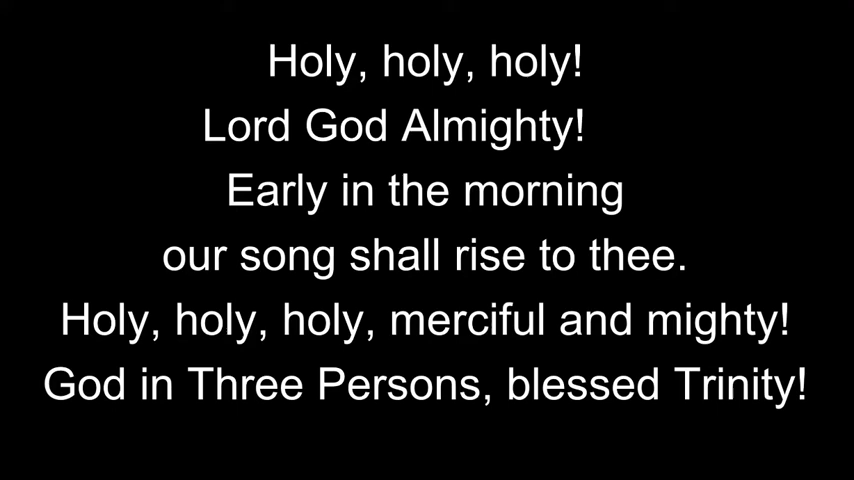 Holy, holy, holy!
Lord God Almighty!
Early in the morning
our song shall rise to thee.
Holy, holy, holy, merciful and mighty!
God in Three Persons, blessed Trinity!